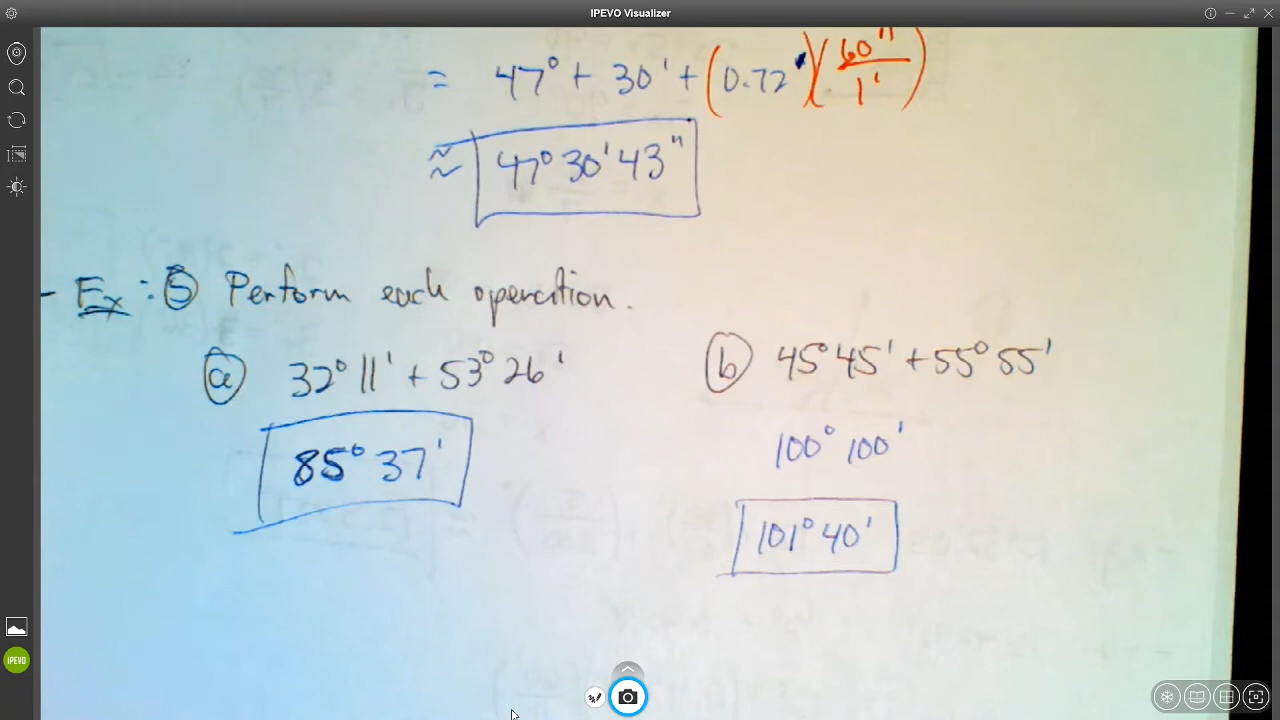 IPEVO Visualizer
= 47° + 30' + (0.72')(60"/1')
≈ 47° 30' 43"
- Ex: ⑤ Perform each operation.
ⓐ 32° 11' + 53° 26'
ⓑ 45° 45' + 55° 55'
85° 37'
100° 100'
101° 40'
IPEVO